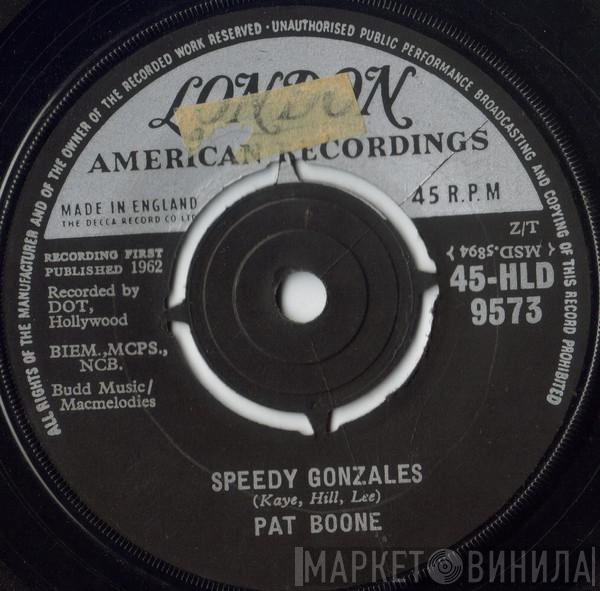 ALL RIGHTS OF THE MANUFACTURER AND OF THE OWNER OF THE RECORDED WORK RESERVED · UNAUTHORISED PUBLIC PERFORMANCE BROADCASTING AND COPYING OF THIS RECORD PROHIBITED
LONDON
AMERICAN RECORDINGS
MADE IN ENGLAND
THE DECCA RECORD CO LTD
45 R.P.M
Z/T
RECORDING FIRST
PUBLISHED 1962
(MSD.5894)
45-HLD
9573
Recorded by
DOT,
Hollywood
BIEM.,MCPS.,
NCB.
Budd Music/
Macmelodies
SPEEDY GONZALES
(Kaye, Hill, Lee)
PAT BOONE
МАРКЕТ ВИНИЛА